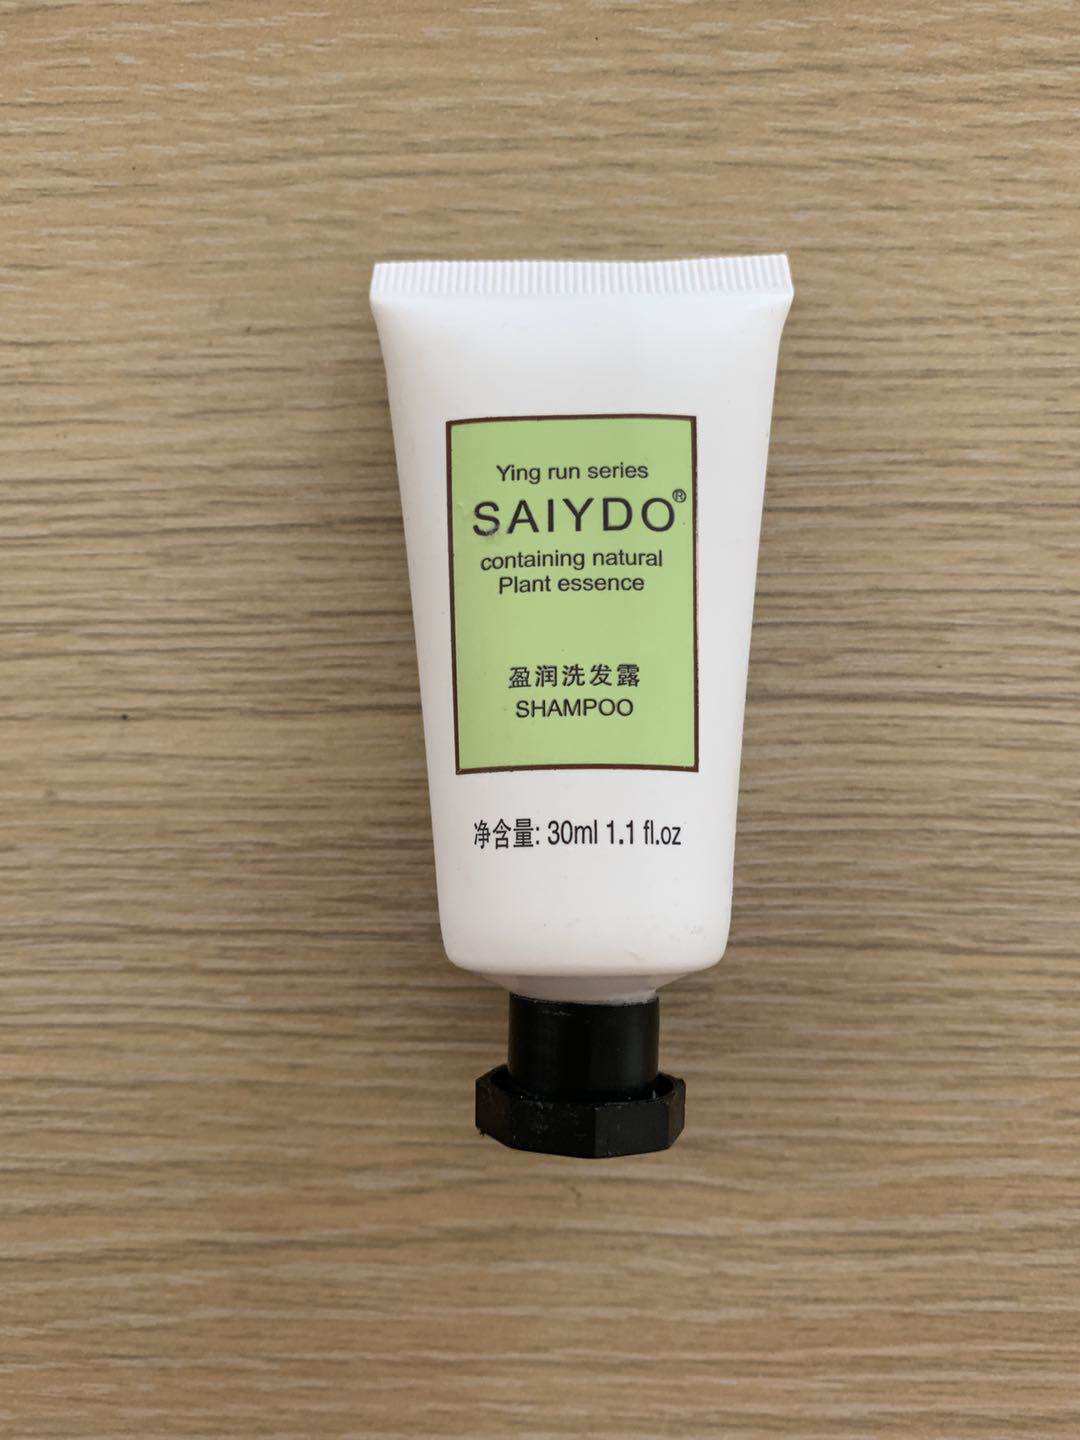 Ying run series
SAIYDO®
containing natural
Plant essence
盈润洗发露
SHAMPOO
净含量: 30ml 1.1 fl.oz